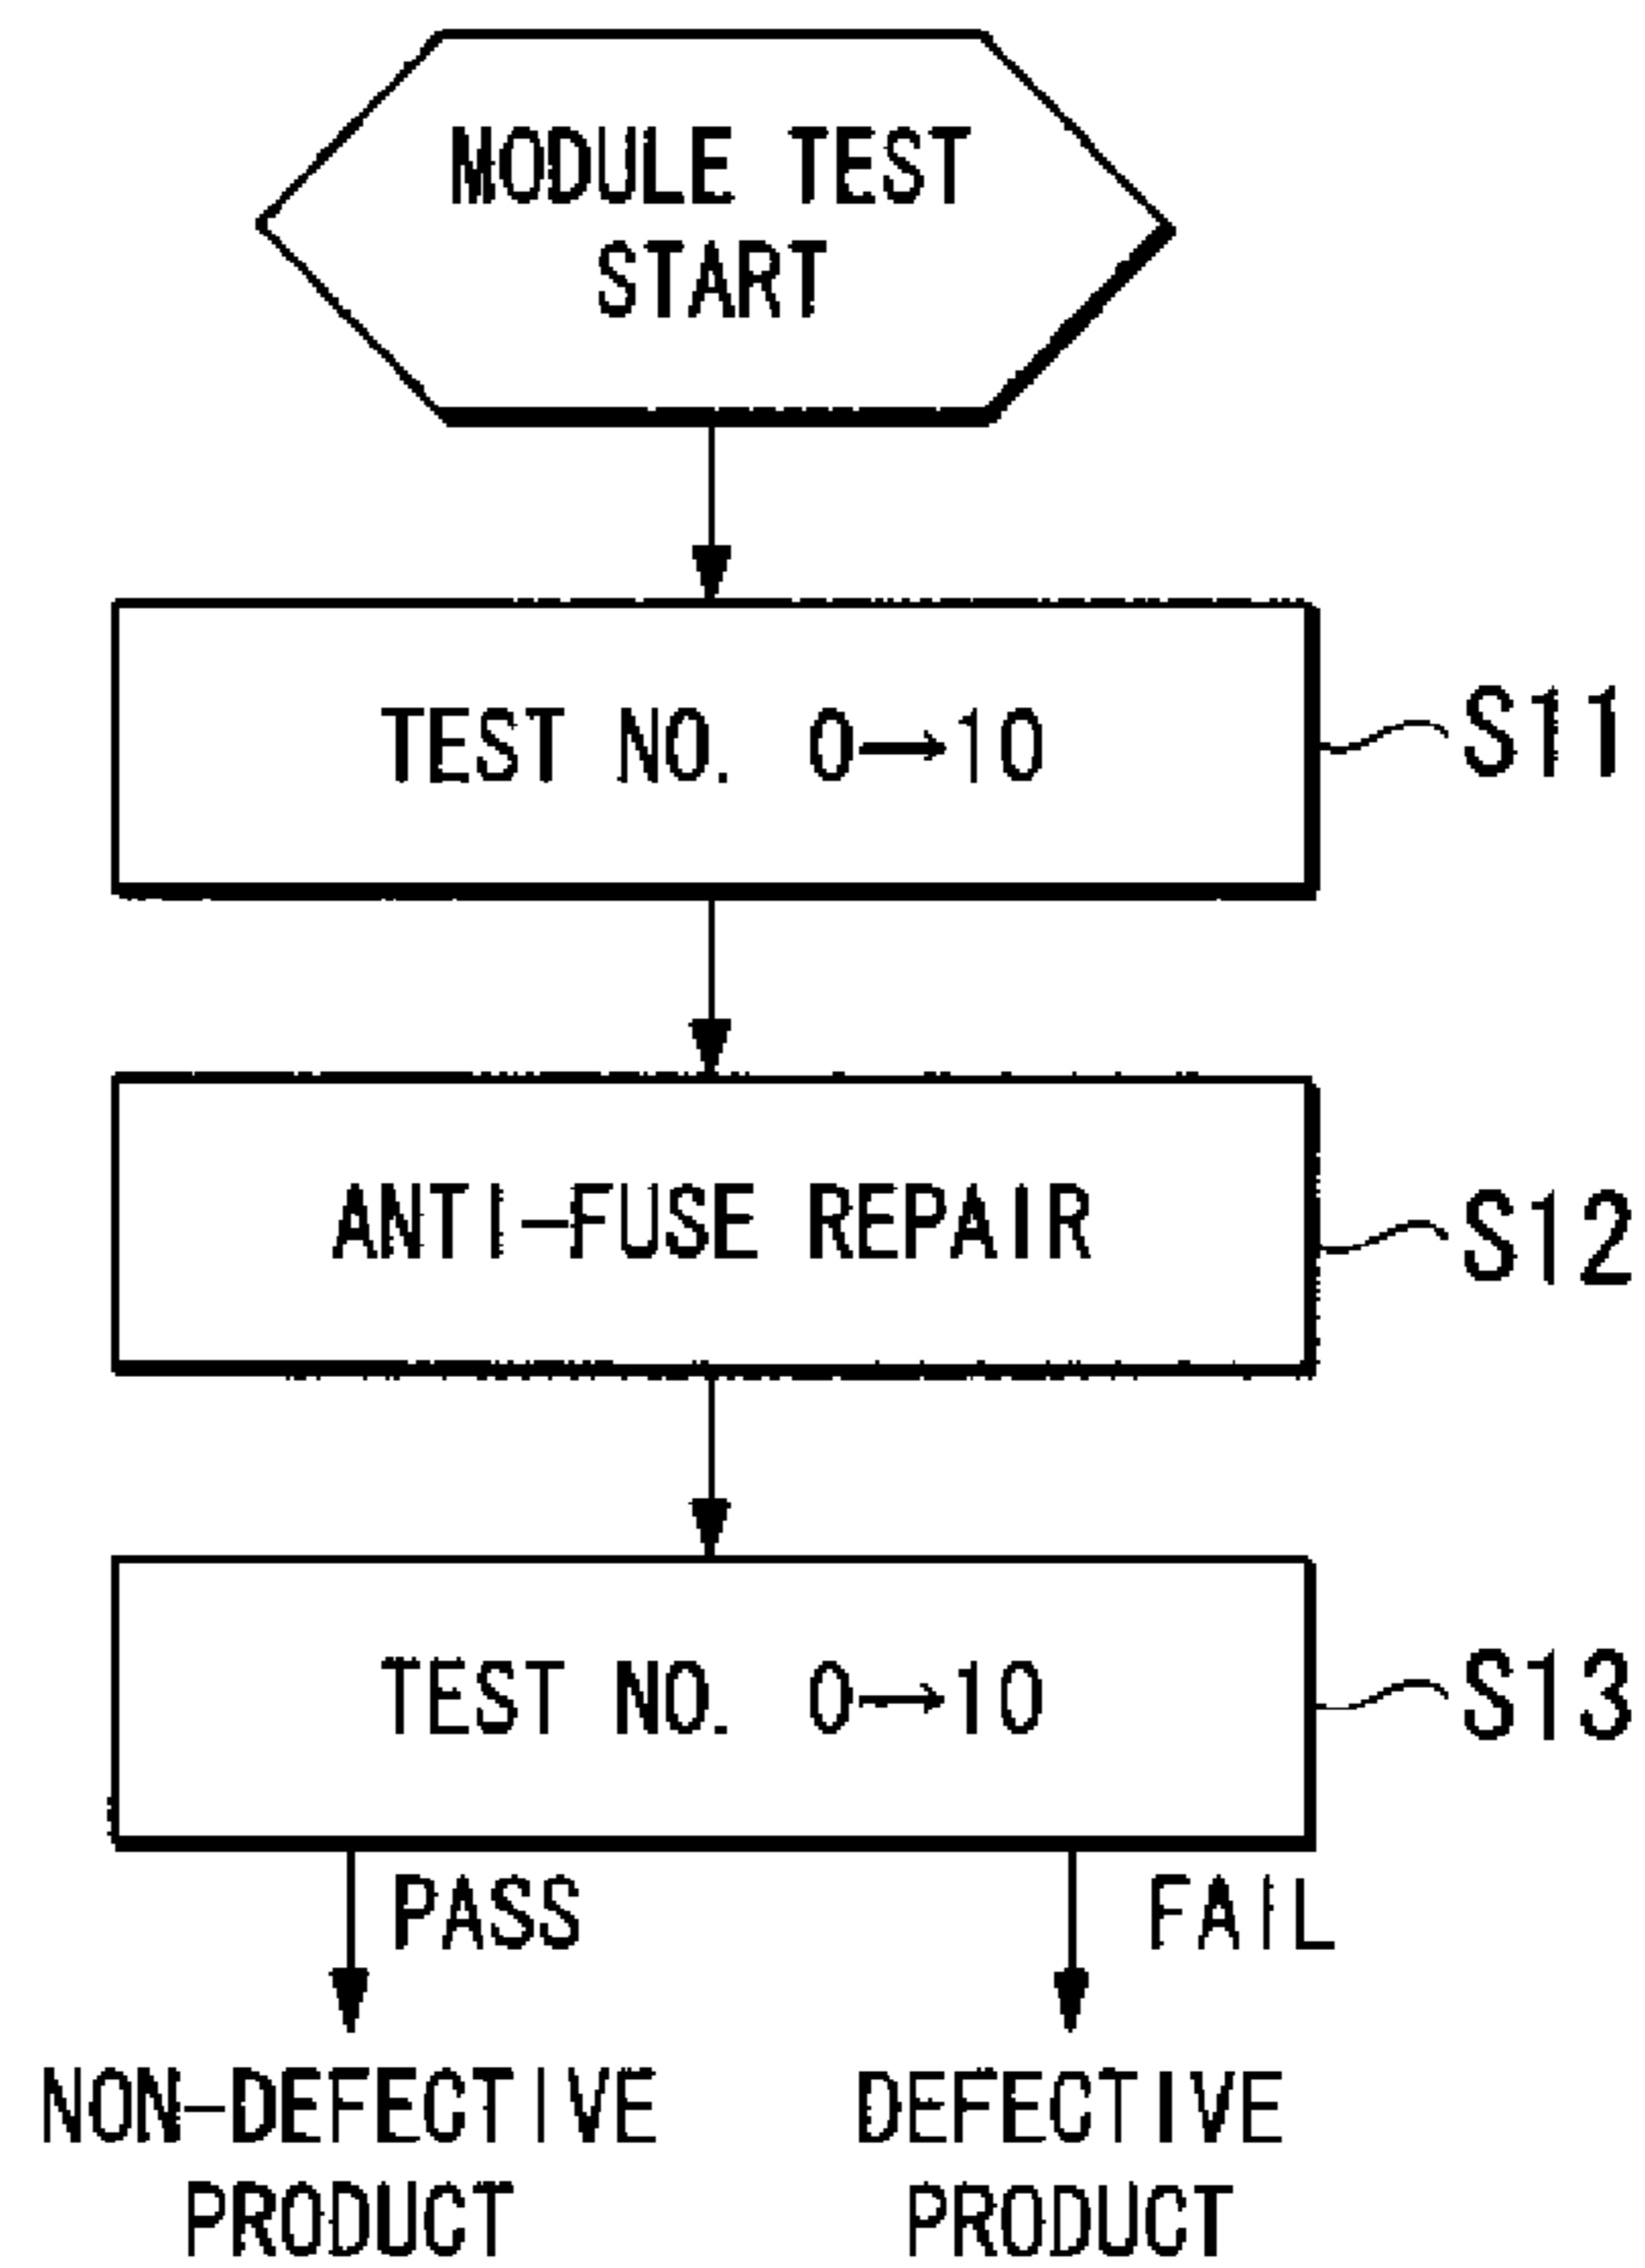 MODULE TEST
START
TEST NO. 0→10
S11
ANTI-FUSE REPAIR
S12
TEST NO. 0→10
S13
PASS
FAIL
NON-DEFECTIVE
PRODUCT
DEFECTIVE
PRODUCT